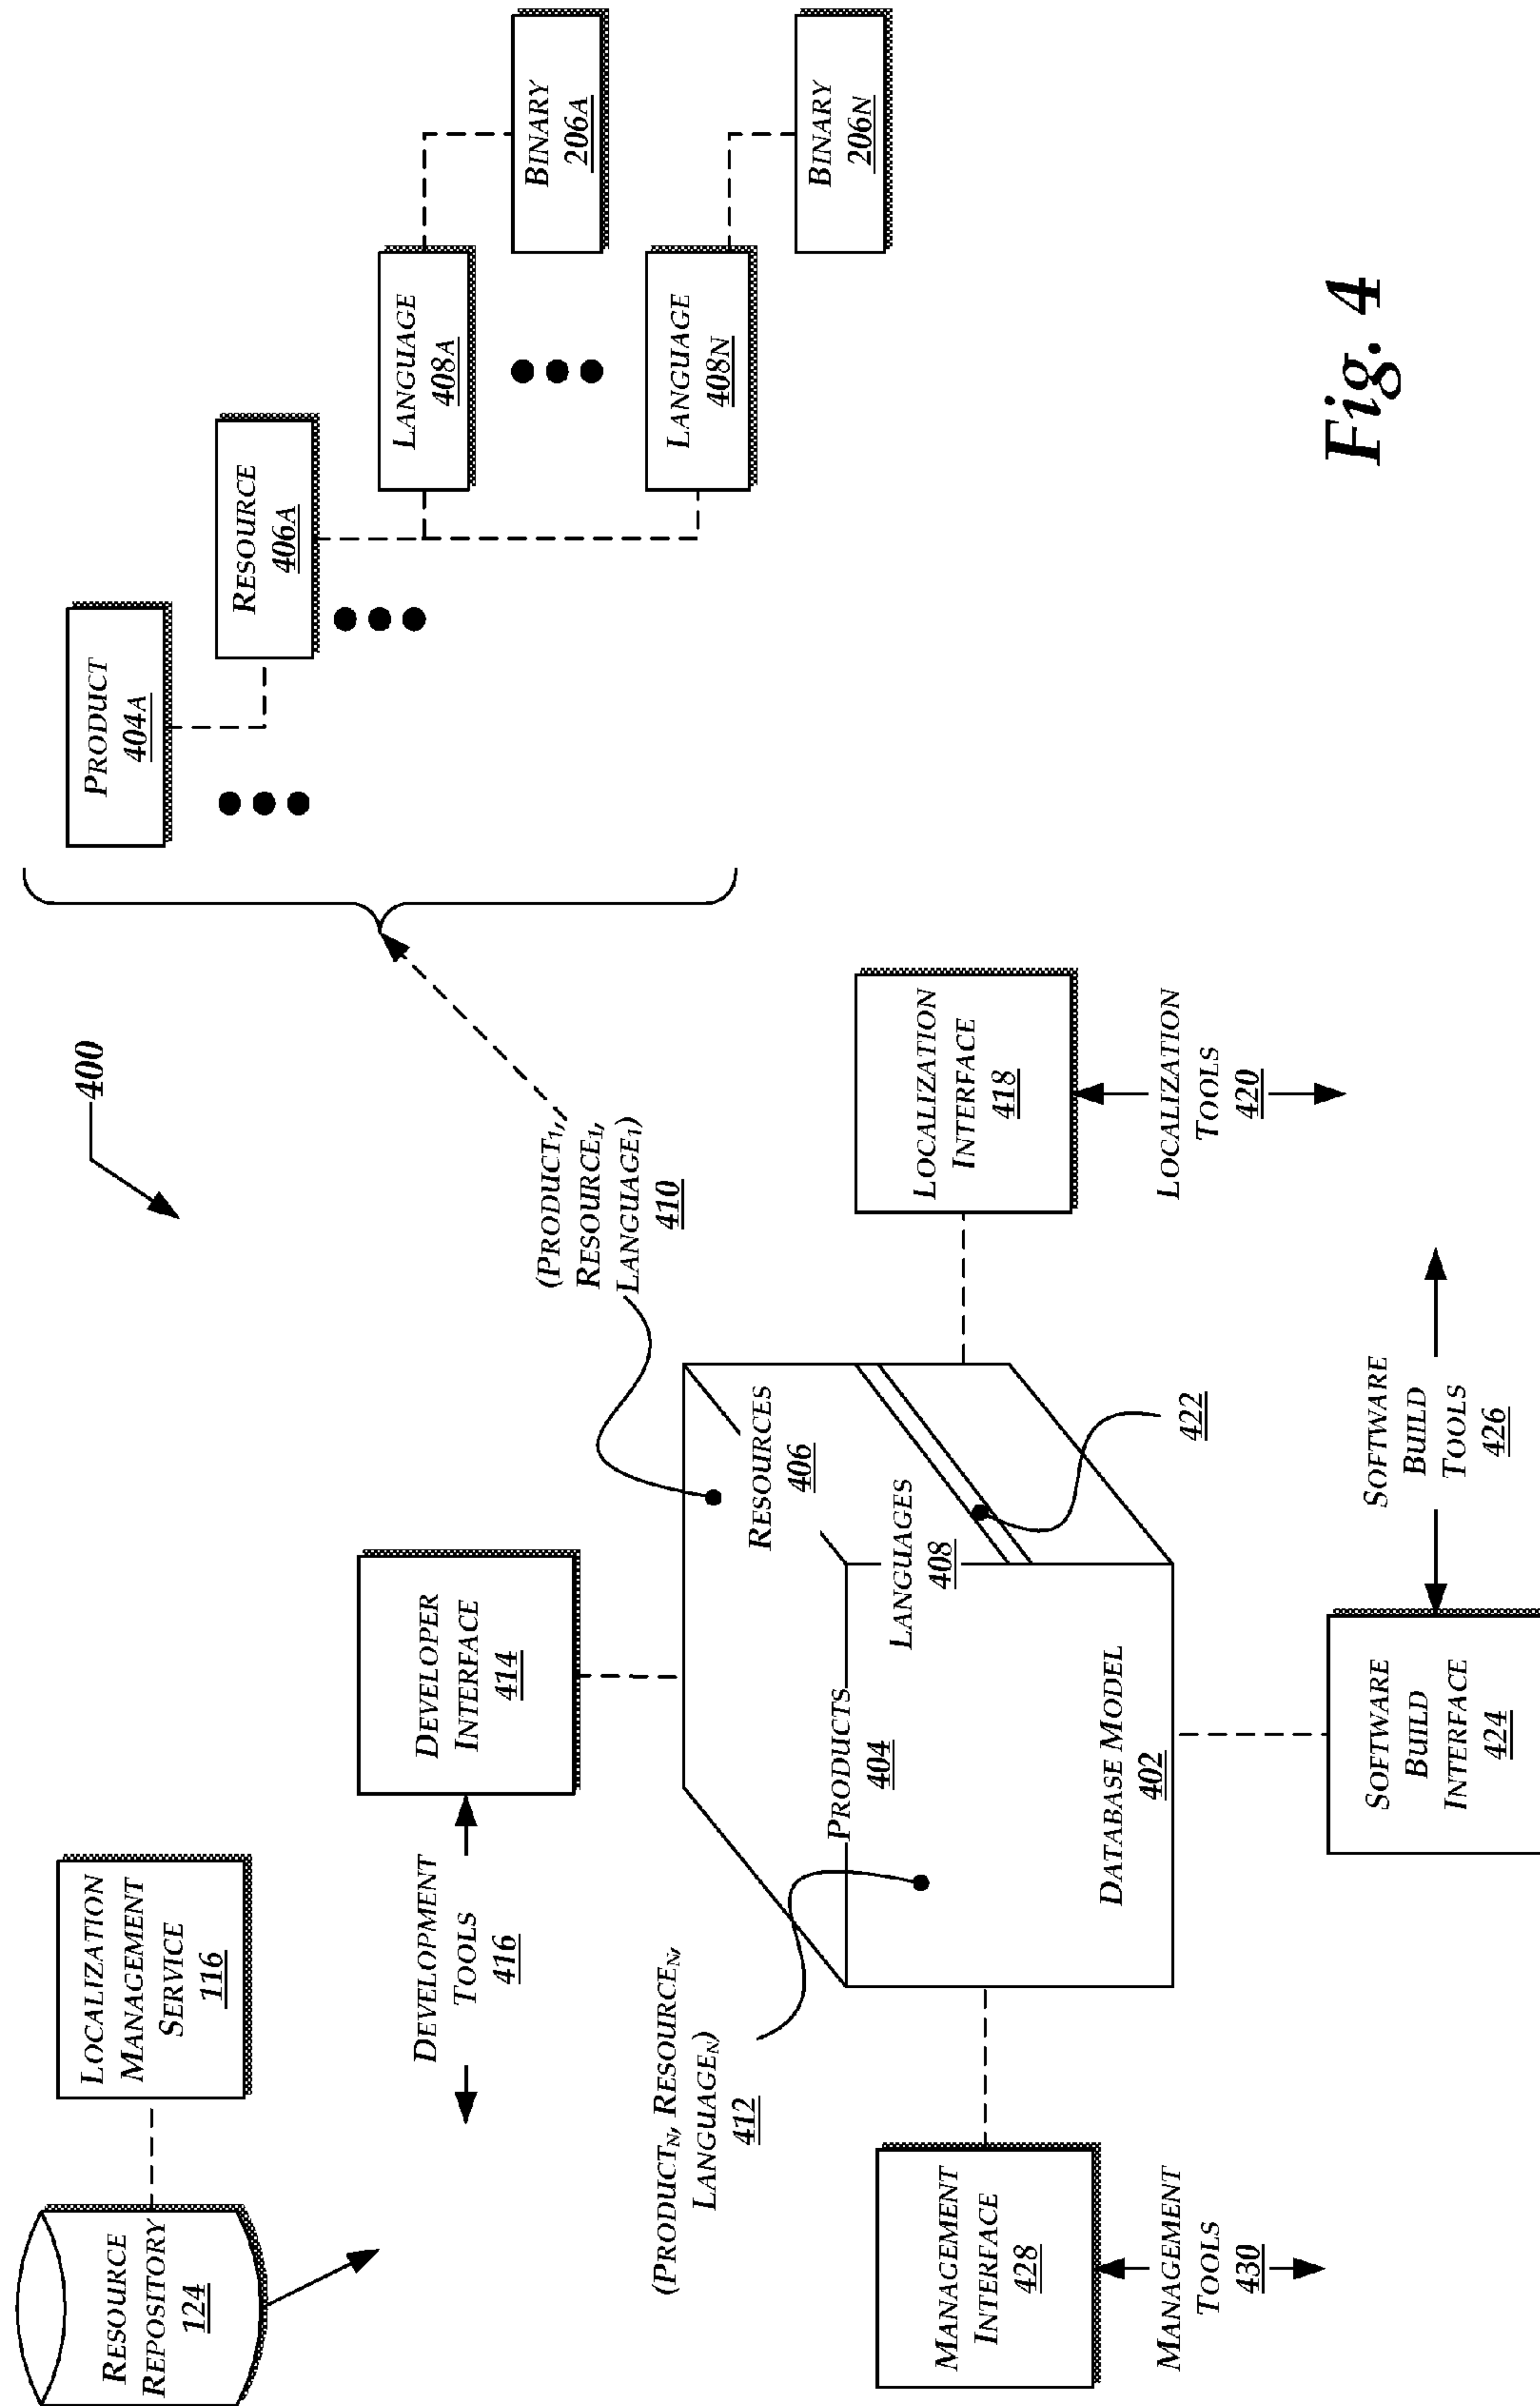 RESOURCE
REPOSITORY
124
LOCALIZATION
MANAGEMENT
SERVICE
116
400
PRODUCT
404A
RESOURCE
406A
LANGUAGE
408A
BINARY
206A
LANGUAGE
408N
BINARY
206N
DEVELOPMENT
TOOLS
416
DEVELOPER
INTERFACE
414
(PRODUCT₁,
RESOURCE₁,
LANGUAGE₁)
410
(PRODUCTN, RESOURCEN,
LANGUAGEN)
412
RESOURCES
406
PRODUCTS
404
LANGUAGES
408
DATABASE MODEL
402
422
LOCALIZATION
INTERFACE
418
LOCALIZATION
TOOLS
420
MANAGEMENT
INTERFACE
428
MANAGEMENT
TOOLS
430
SOFTWARE
BUILD
INTERFACE
424
SOFTWARE
BUILD
TOOLS
426
Fig. 4